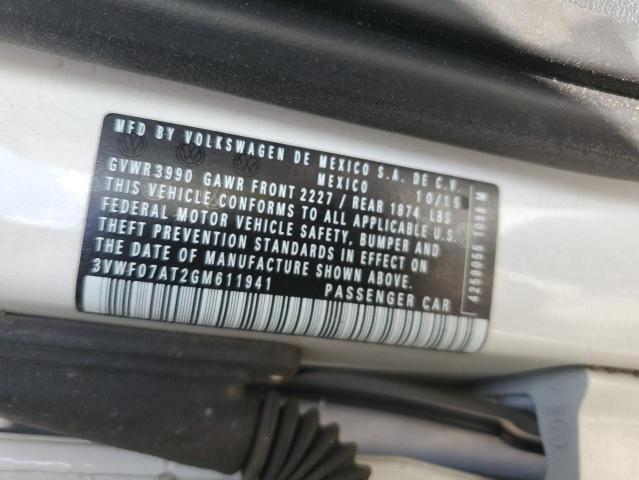 MFD BY VOLKSWAGEN DE MEXICO S.A. DE C.V.
MEXICO 10/15
GVWR 3990 GAWR FRONT 2227 / REAR 1874 LBS
THIS VEHICLE CONFORMS TO ALL APPLICABLE U.S.
FEDERAL MOTOR VEHICLE SAFETY, BUMPER AND
THEFT PREVENTION STANDARDS IN EFFECT ON
THE DATE OF MANUFACTURE SHOWN ABOVE.
3VWF07AT2GM611941 PASSENGER CAR
4269055 1098 M